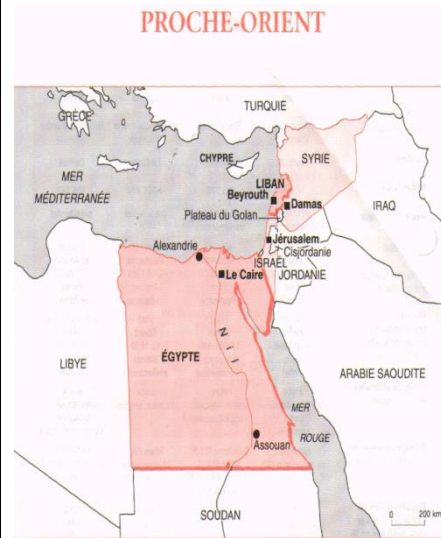 PROCHE-ORIENT
TURQUIE
GRÈCE
CHYPRE
SYRIE
MER
MÉDITERRANÉE
LIBAN
Beyrouth
Damas
IRAQ
Plateau du Golan
Jérusalem
Cisjordanie
Alexandrie
ISRAËL
JORDANIE
Le Caire
Nil
LIBYE
ÉGYPTE
ARABIE SAOUDITE
MER
ROUGE
Assouan
SOUDAN
0 200 km